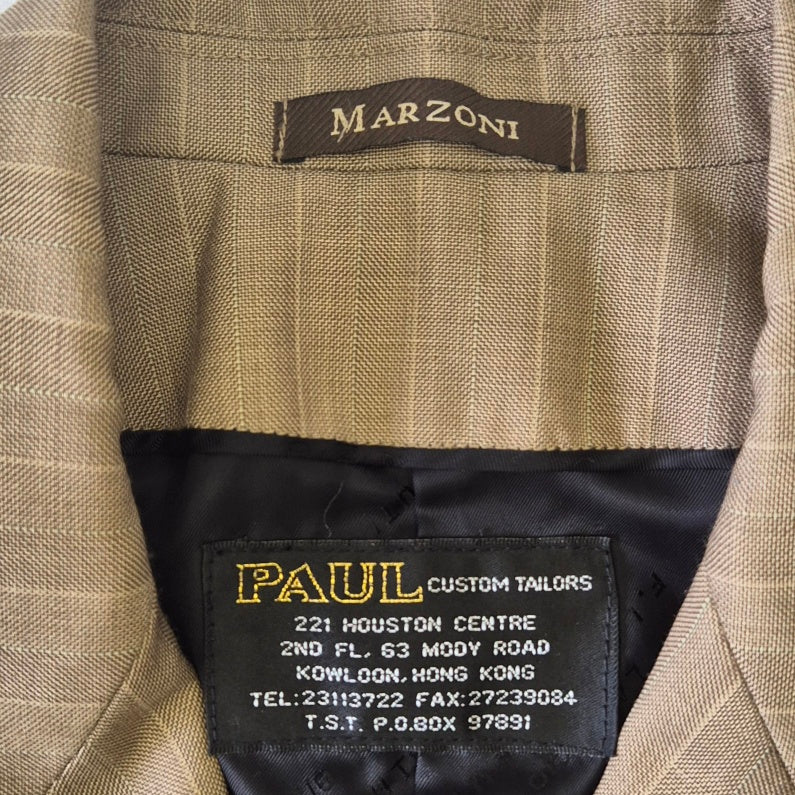 MARZONI
PAUL CUSTOM TAILORS
221 HOUSTON CENTRE
2ND FL, 63 MODY ROAD
KOWLOON, HONG KONG
TEL:23113722 FAX:27239084
T.S.T. P.O.BOX 97891